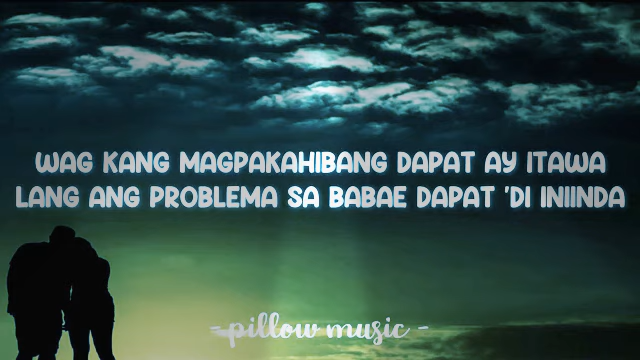 WAG KANG MAGPAKAHIBANG DAPAT AY ITAWA
LANG ANG PROBLEMA SA BABAE DAPAT 'DI INIINDA
- pillow music -